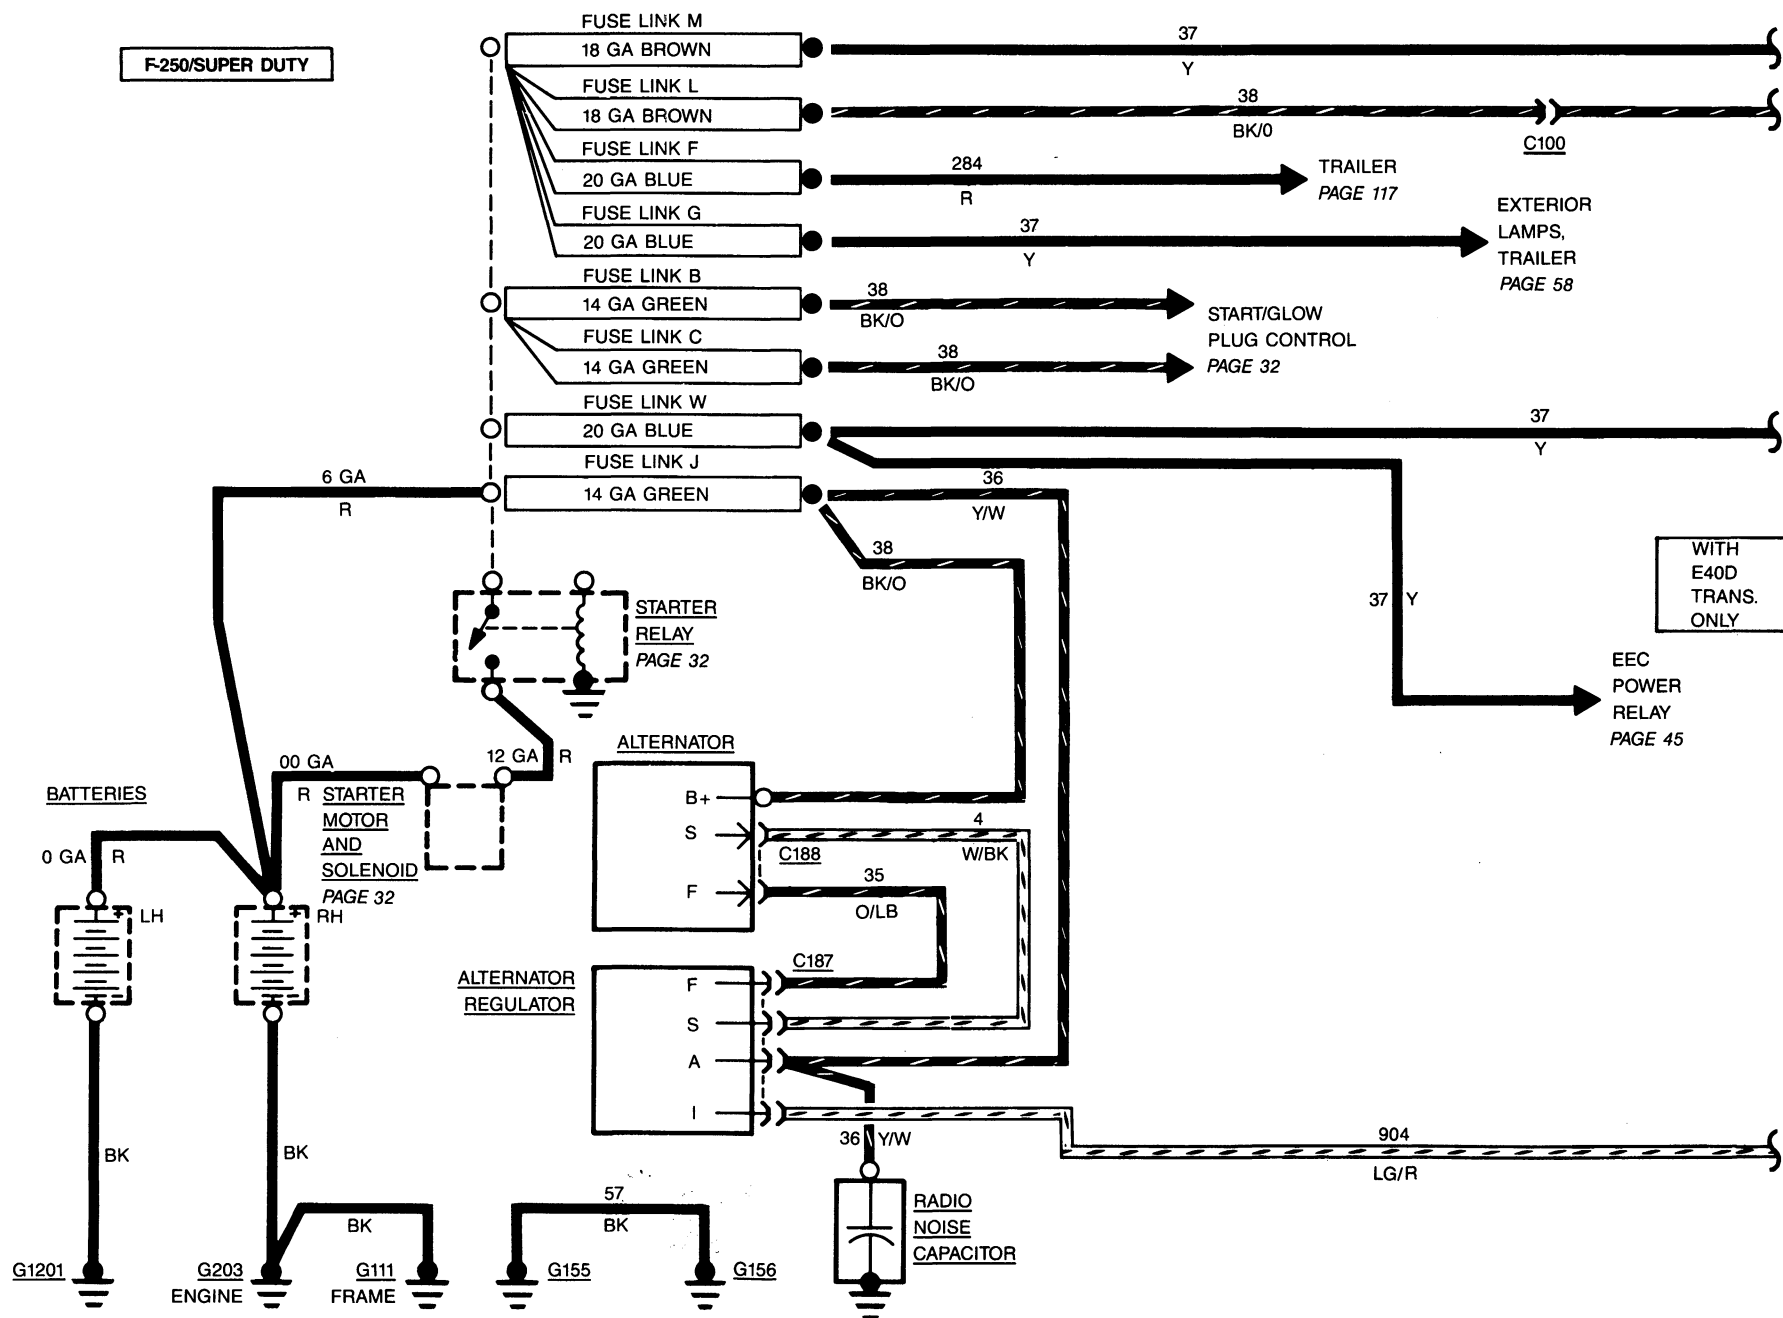 F-250/SUPER DUTY
FUSE LINK M
18 GA BROWN
37
Y
FUSE LINK L
18 GA BROWN
38
BK/0
C100
FUSE LINK F
20 GA BLUE
284
R
TRAILER
PAGE 117
FUSE LINK G
20 GA BLUE
37
Y
EXTERIOR
LAMPS,
TRAILER
PAGE 58
FUSE LINK B
14 GA GREEN
38
BK/O
START/GLOW
PLUG CONTROL
PAGE 32
FUSE LINK C
14 GA GREEN
38
BK/O
FUSE LINK W
20 GA BLUE
37
Y
FUSE LINK J
14 GA GREEN
36
Y/W
6 GA
R
38
BK/O
37 Y
WITH
E40D
TRANS.
ONLY
EEC
POWER
RELAY
PAGE 45
STARTER
RELAY
PAGE 32
12 GA R
00 GA
R
STARTER
MOTOR
AND
SOLENOID
PAGE 32
BATTERIES
0 GA R
+ LH
-
+ RH
-
BK
BK
ALTERNATOR
B+
S
F
C188
4
W/BK
35
O/LB
ALTERNATOR
REGULATOR
C187
F
S
A
I
36 Y/W
904
LG/R
RADIO
NOISE
CAPACITOR
BK
57
BK
G1201
G203
ENGINE
G111
FRAME
G155
G156